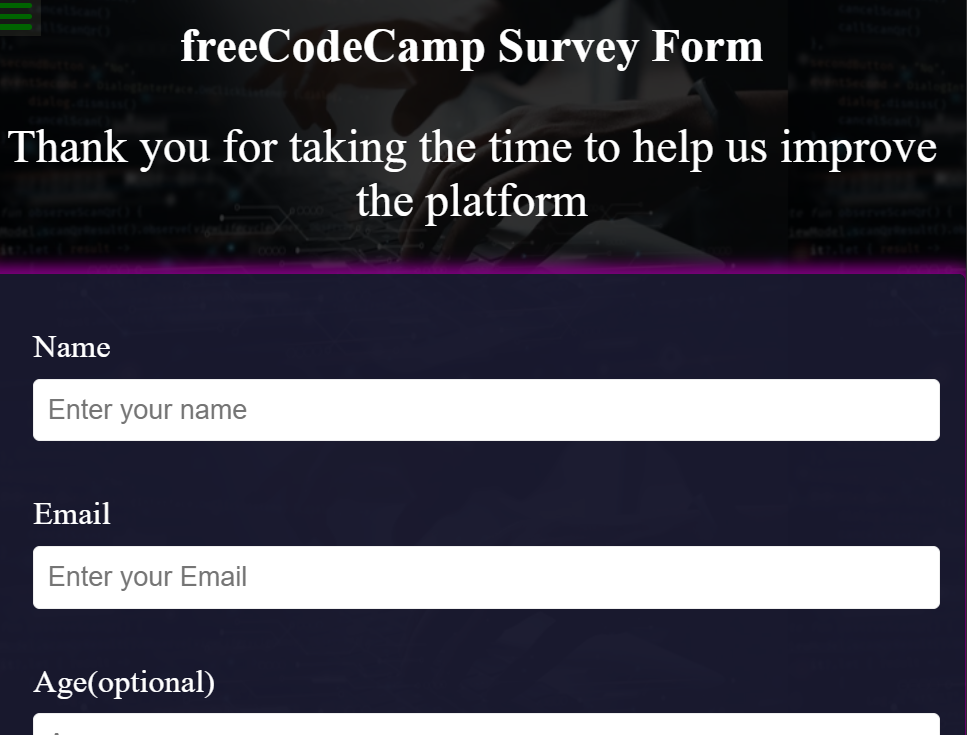 freeCodeCamp Survey Form
Thank you for taking the time to help us improve
the platform
Name
Enter your name
Email
Enter your Email
Age(optional)